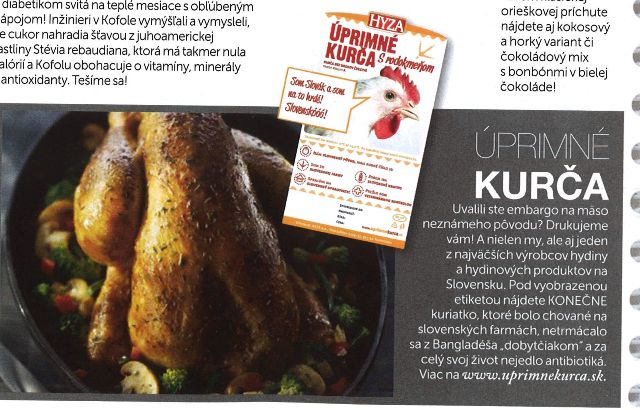 diabetikom svitá na teplé mesiace s obľúbeným
ápojom! Inžinieri v Kofole vymýšľali a vymysleli,
e cukor nahradia šťavou z juhoamerickej
astliny Stévia rebaudiana, ktorá má takmer nula
alórií a Kofolu obohacuje o vitamíny, minerály
antioxidanty. Tešíme sa!
orieškovej príchute
nájdete aj kokosový
a horký variant či
čokoládový mix
s bonbónmi v bielej
čokoláde!
HYZA
ÚPRIMNÉ
KURČA
S rodokmeňom
Som Slovák a som
na to hrdé!
Slovenskóóó!
ÚPRIMNÉ
KURČA
Uvalili ste embargo na mäso
neznámeho pôvodu? Drukujeme
vám! A nielen my, ale aj jeden
z najväčších výrobcov hydiny
a hydinových produktov na
Slovensku. Pod vyobrazenou
etiketou nájdete KONEČNE
kuriatko, ktoré bolo chované na
slovenských farmách, netrmácalo
sa z Bangladéša „dobytčiakom“ a za
celý svoj život nejedlo antibiotiká.
Viac na www.uprimnekurca.sk.